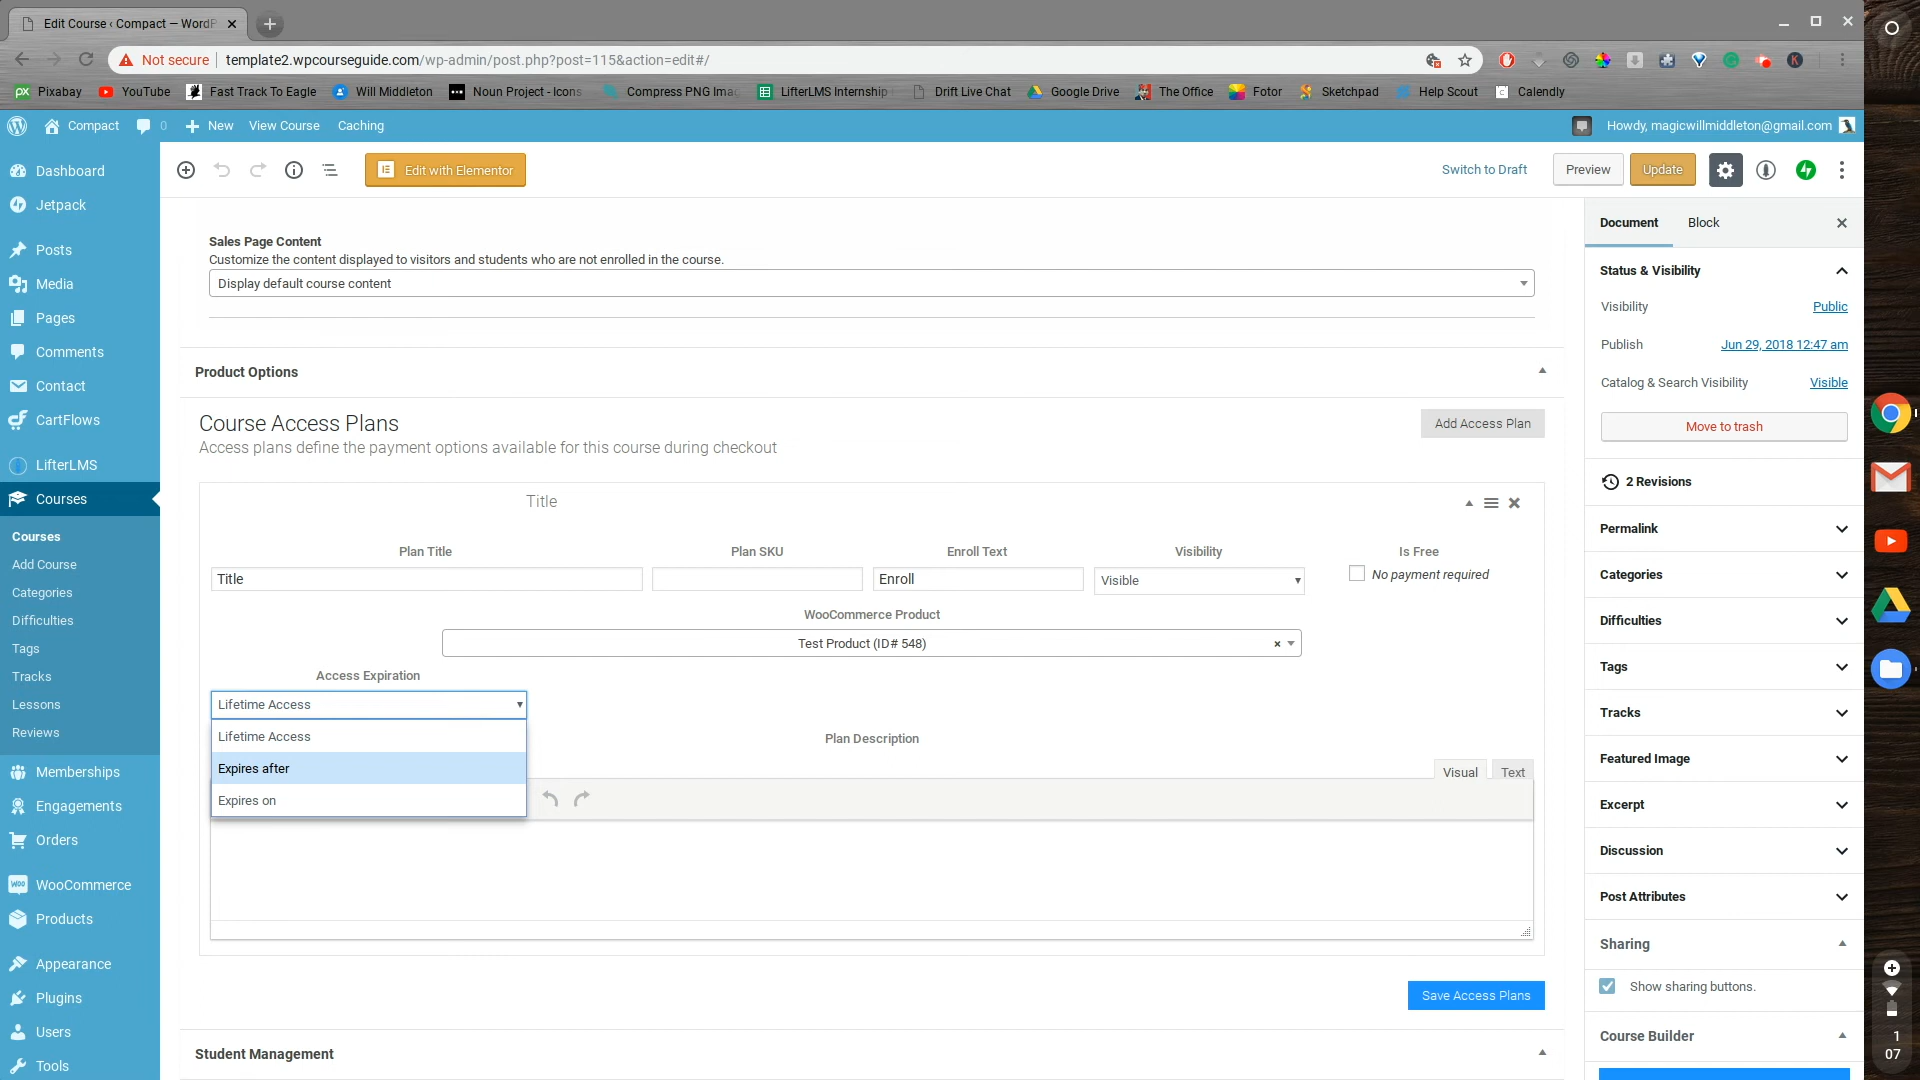 Edit Course ‹ Compact — WordP
Not secure
template2.wpcourseguide.com/wp-admin/post.php?post=115&action=edit#/
Pixabay
YouTube
Fast Track To Eagle
Will Middleton
Noun Project - Icons
Compress PNG Ima
LifterLMS Internship
Drift Live Chat
Google Drive
The Office
Fotor
Sketchpad
Help Scout
Calendly
Compact
0
New
View Course
Caching
Howdy, magicwillmiddleton@gmail.com
Dashboard
Jetpack
Posts
Media
Pages
Comments
Contact
CartFlows
LifterLMS
Courses
Courses
Add Course
Categories
Difficulties
Tags
Tracks
Lessons
Reviews
Memberships
Engagements
Orders
WooCommerce
Products
Appearance
Plugins
Users
Tools
Edit with Elementor
Switch to Draft
Preview
Update
Sales Page Content
Customize the content displayed to visitors and students who are not enrolled in the course.
Display default course content
Product Options
Course Access Plans
Access plans define the payment options available for this course during checkout
Add Access Plan
Title
Plan Title
Plan SKU
Enroll Text
Visibility
Is Free
Title
Enroll
Visible
No payment required
WooCommerce Product
Test Product (ID# 548)
×
Access Expiration
Lifetime Access
Lifetime Access
Expires after
Expires on
Plan Description
Visual
Text
Save Access Plans
Student Management
Document
Block
Status & Visibility
Visibility
Public
Publish
Jun 29, 2018 12:47 am
Catalog & Search Visibility
Visible
Move to trash
2 Revisions
Permalink
Categories
Difficulties
Tags
Tracks
Featured Image
Excerpt
Discussion
Post Attributes
Sharing
Show sharing buttons.
Course Builder
1
07